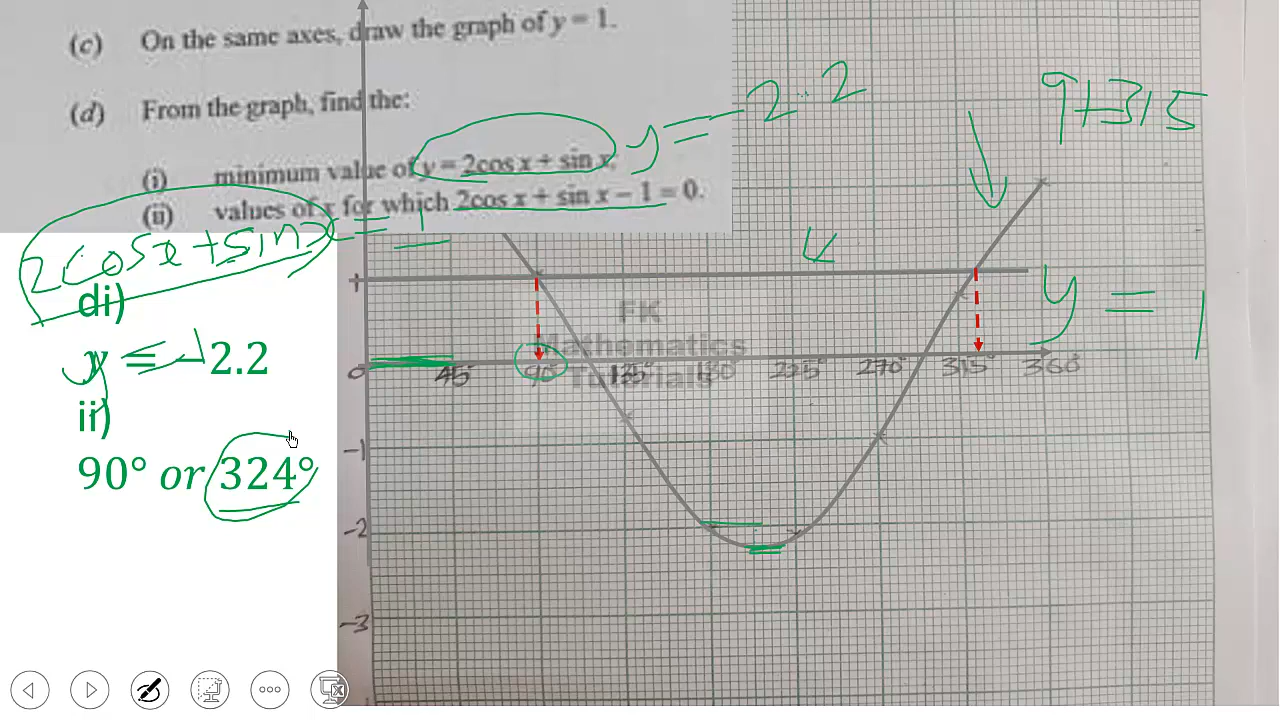 (c) On the same axes, draw the graph of y = 1.
(d) From the graph, find the:
(i) minimum value of y = 2cos x + sin x,
y = -2.2
9+315
(ii) values of x for which 2cos x + sin x − 1 = 0.
2cosx+sinx = 1
di)
y = -2.2
ii)
90° or 324°
y = 1
1
FK
Mathematics
Tutorials
0 45° 90° 135° 180° 225° 270° 315° 360°
-1
-2
-3